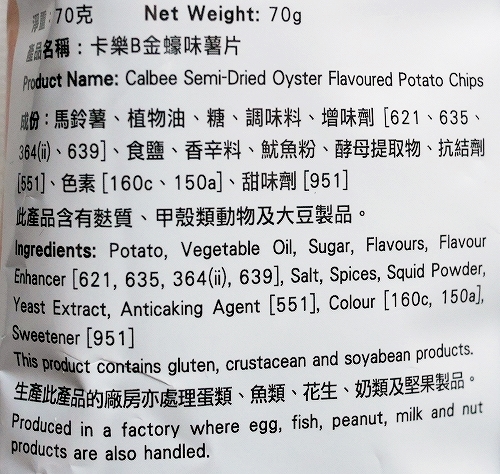 淨重:70克 Net Weight: 70g
產品名稱:卡樂B金蠔味薯片
Product Name: Calbee Semi-Dried Oyster Flavoured Potato Chips
成份:馬鈴薯、植物油、糖、調味料、增味劑 [621、635、
364(ii)、639]、食鹽、香辛料、魷魚粉、酵母提取物、抗結劑
[551]、色素 [160c、150a]、甜味劑 [951]
此產品含有麩質、甲殼類動物及大豆製品。
Ingredients: Potato, Vegetable Oil, Sugar, Flavours, Flavour
Enhancer [621, 635, 364(ii), 639], Salt, Spices, Squid Powder,
Yeast Extract, Anticaking Agent [551], Colour [160c, 150a],
Sweetener [951]
This product contains gluten, crustacean and soyabean products.
生產此產品的廠房亦處理蛋類、魚類、花生、奶類及堅果製品。
Produced in a factory where egg, fish, peanut, milk and nut
products are also handled.